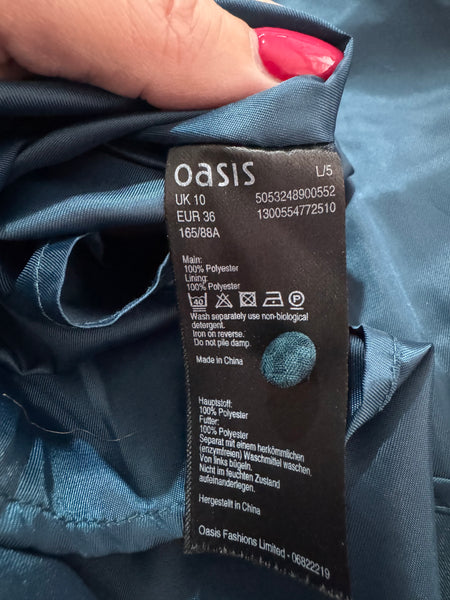 oasis L/5
UK 10 5053248900552
EUR 36 1300554772510
165/88A
Main:
100% Polyester
Lining:
100% Polyester
40 P
Wash separately use non-biological
detergent.
Iron on reverse.
Do not pile damp.
Made in China
Hauptstoff:
100% Polyester
Futter:
100% Polyester
Separat mit einem herkömmlichen
(enzymfreien) Waschmittel waschen.
Von links bügeln.
Nicht im feuchten Zustand
aufeinanderlegen.
Hergestellt in China
Oasis Fashions Limited - 06822219